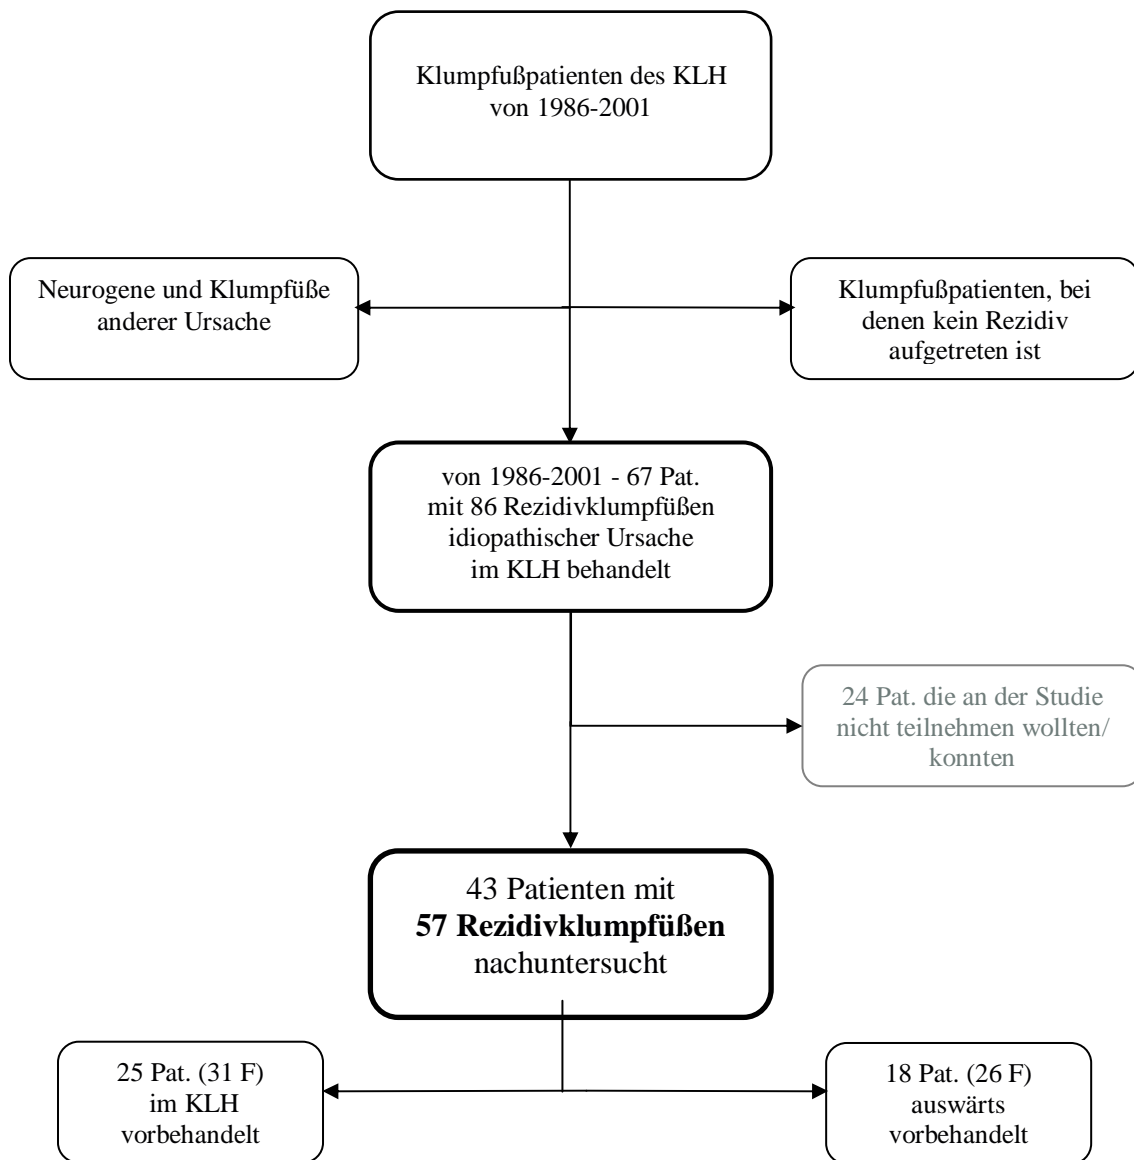 Klumpfußpatienten des KLH
von 1986-2001
Neurogene und Klumpfüße
anderer Ursache
Klumpfußpatienten, bei
denen kein Rezidiv
aufgetreten ist
von 1986-2001 - 67 Pat.
mit 86 Rezidivklumpfüßen
idiopathischer Ursache
im KLH behandelt
24 Pat. die an der Studie
nicht teilnehmen wollten/
konnten
43 Patienten mit
57 Rezidivklumpfüßen
nachuntersucht
25 Pat. (31 F)
im KLH
vorbehandelt
18 Pat. (26 F)
auswärts
vorbehandelt